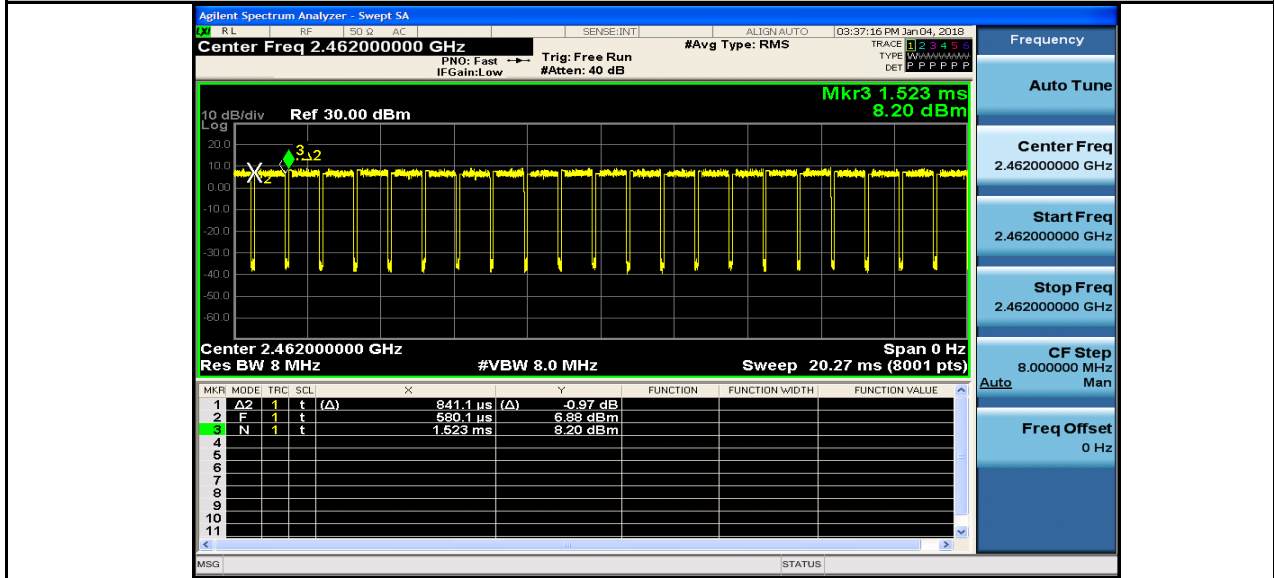 Agilent Spectrum Analyzer - Swept SA
LXI RL RF 50 Ω AC SENSE:INT ALIGN AUTO 03:37:16 PM Jan 04, 2018
Center Freq 2.462000000 GHz #Avg Type: RMS TRACE 1 2 3 4 5 6
PNO: Fast Trig: Free Run TYPE WWWWWW
IFGain:Low #Atten: 40 dB DET P P P P P P
Mkr3 1.523 ms
10 dB/div Ref 30.00 dBm 8.20 dBm
Log
20.0
10.0
0.00
-10.0
-20.0
-30.0
-40.0
-50.0
-60.0
3 Δ2
X 2
Center 2.462000000 GHz Span 0 Hz
Res BW 8 MHz #VBW 8.0 MHz Sweep 20.27 ms (8001 pts)
MKR MODE TRC SCL X Y FUNCTION FUNCTION WIDTH FUNCTION VALUE
1 Δ2 1 t (Δ) 841.1 µs (Δ) -0.97 dB
2 F 1 t 580.1 µs 6.88 dBm
3 N 1 t 1.523 ms 8.20 dBm
4
5
6
7
8
9
10
11
MSG STATUS
Frequency
Auto Tune
Center Freq
2.462000000 GHz
Start Freq
2.462000000 GHz
Stop Freq
2.462000000 GHz
CF Step
8.000000 MHz
Auto Man
Freq Offset
0 Hz